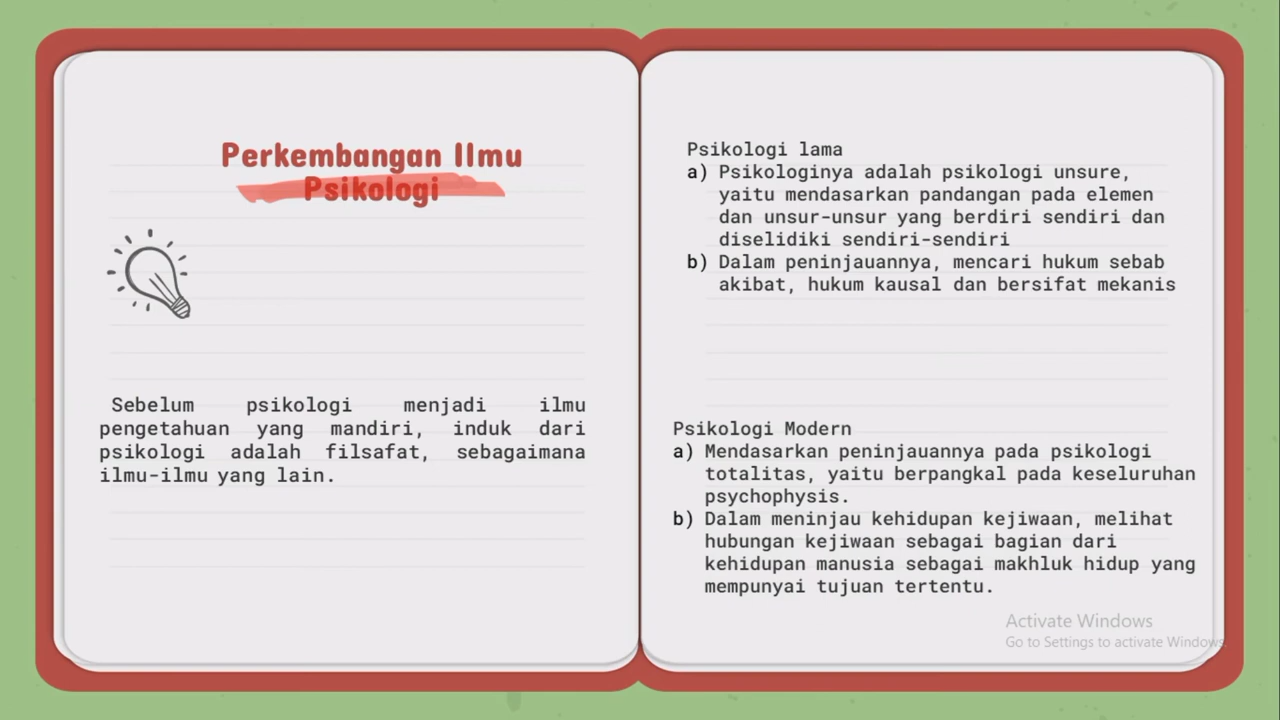 Perkembangan Ilmu
Psikologi
Sebelum psikologi menjadi ilmu
pengetahuan yang mandiri, induk dari
psikologi adalah filsafat, sebagaimana
ilmu-ilmu yang lain.
Psikologi lama
a) Psikologinya adalah psikologi unsure,
yaitu mendasarkan pandangan pada elemen
dan unsur-unsur yang berdiri sendiri dan
diselidiki sendiri-sendiri
b) Dalam peninjauannya, mencari hukum sebab
akibat, hukum kausal dan bersifat mekanis
Psikologi Modern
a) Mendasarkan peninjauannya pada psikologi
totalitas, yaitu berpangkal pada keseluruhan
psychophysis.
b) Dalam meninjau kehidupan kejiwaan, melihat
hubungan kejiwaan sebagai bagian dari
kehidupan manusia sebagai makhluk hidup yang
mempunyai tujuan tertentu.
Activate Windows
Go to Settings to activate Windows.